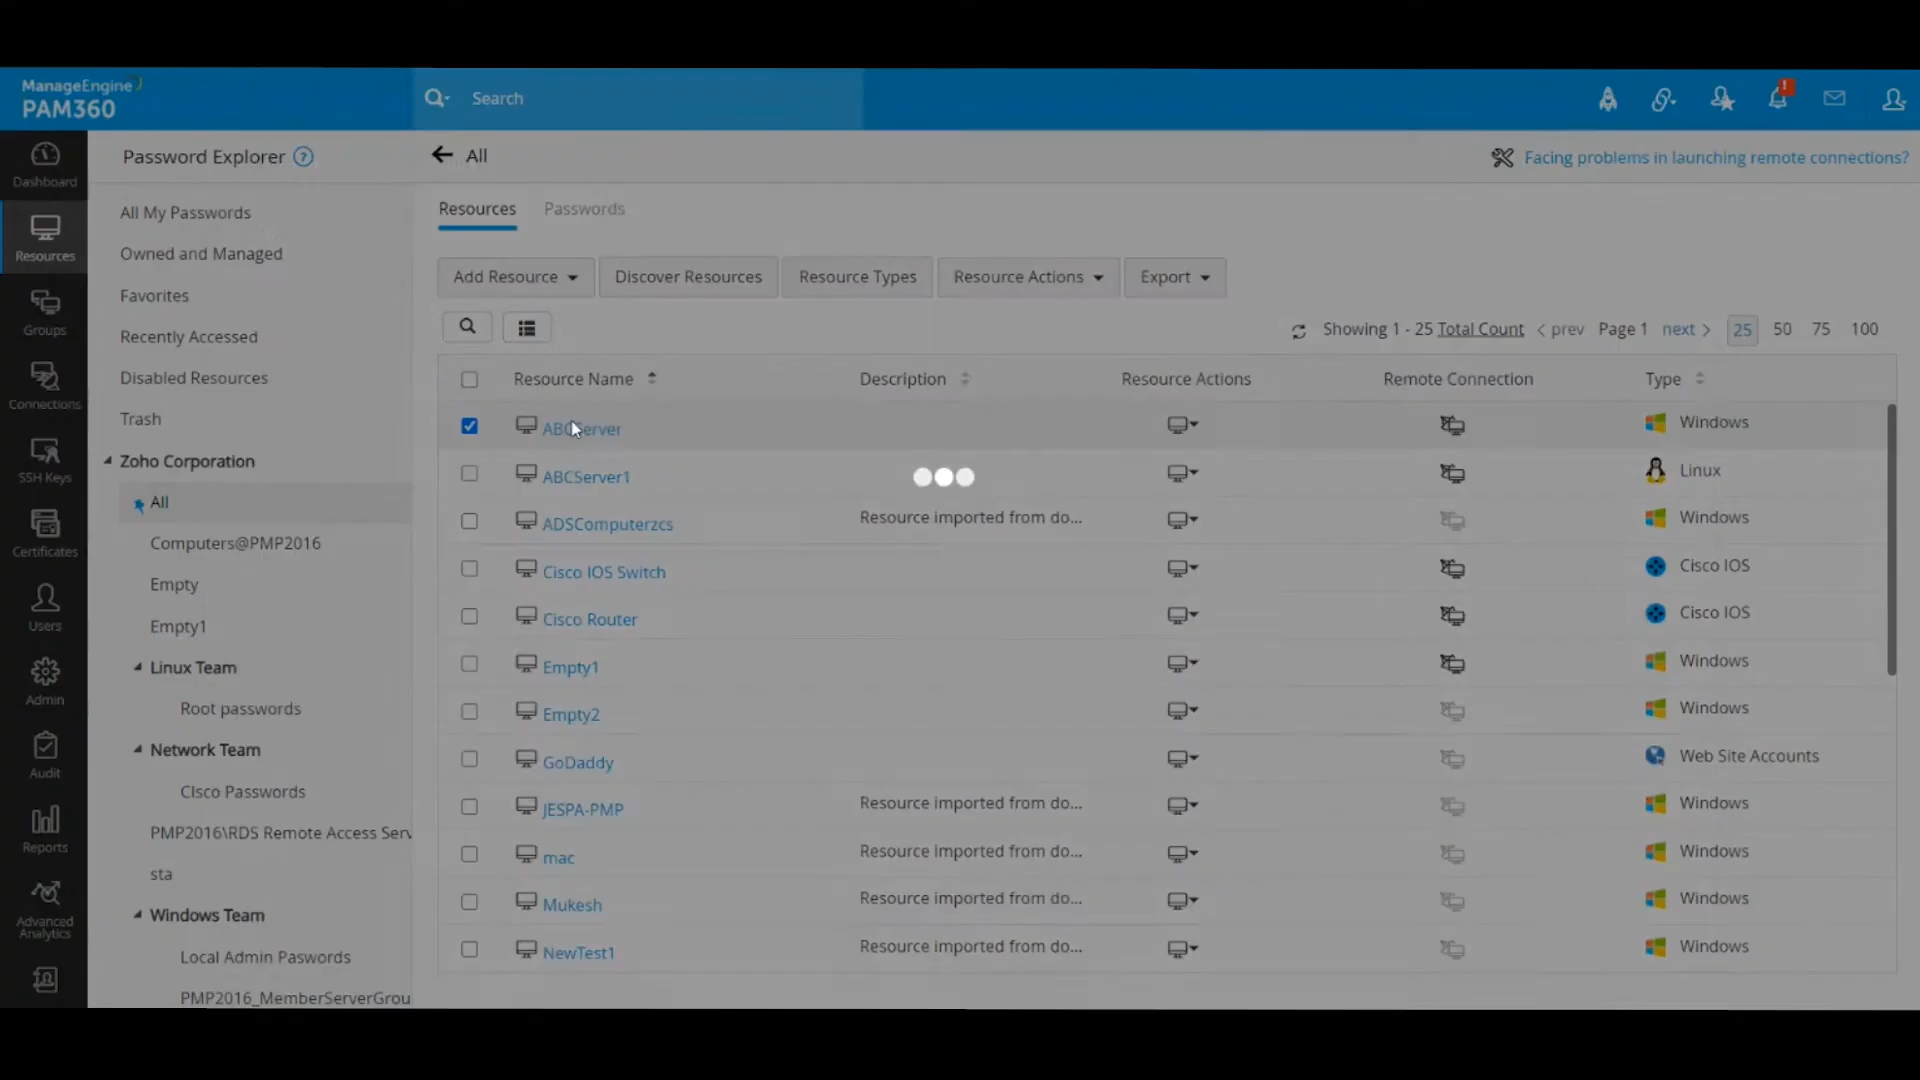 ManageEngine
PAM360
Search
!
Dashboard
Resources
Groups
Connections
SSH Keys
Certificates
Users
Admin
Audit
Reports
Advanced
Analytics
Password Explorer ?
All My Passwords
Owned and Managed
Favorites
Recently Accessed
Disabled Resources
Trash
Zoho Corporation
All
Computers@PMP2016
Empty
Empty1
Linux Team
Root passwords
Network Team
CIsco Passwords
PMP2016\RDS Remote Access Serv
sta
Windows Team
Local Admin Paswords
PMP2016_MemberServerGrou
All
Facing problems in launching remote connections?
Resources Passwords
Add Resource Discover Resources Resource Types Resource Actions Export
Showing 1 - 25 Total Count prev Page 1 next 25 50 75 100
Resource Name Description Resource Actions Remote Connection Type
ABCServer Windows
ABCServer1 Linux
ADSComputerzcs Resource imported from do... Windows
Cisco IOS Switch Cisco IOS
Cisco Router Cisco IOS
Empty1 Windows
Empty2 Windows
GoDaddy Web Site Accounts
JESPA-PMP Resource imported from do... Windows
mac Resource imported from do... Windows
Mukesh Resource imported from do... Windows
NewTest1 Resource imported from do... Windows